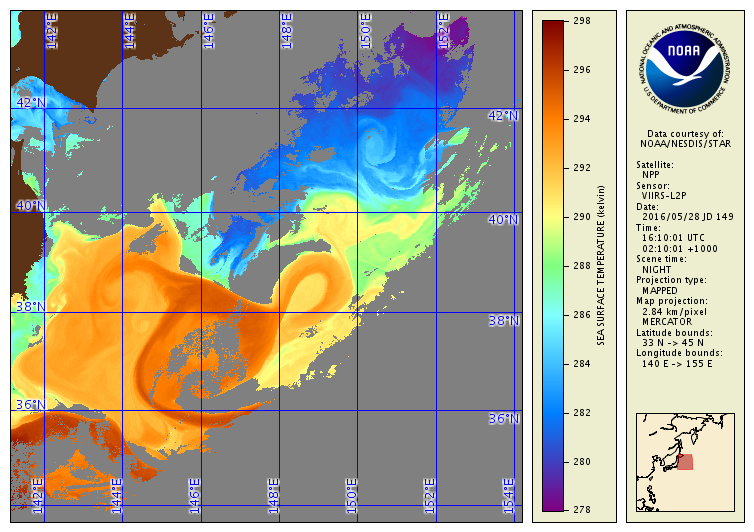 142°E
144°E
146°E
148°E
150°E
152°E
42°N
42°N
40°N
40°N
38°N
38°N
36°N
36°N
142°E
144°E
146°E
148°E
150°E
152°E
154°E
298
296
294
292
290
288
286
284
282
280
278
SEA SURFACE TEMPERATURE (kelvin)
NATIONAL OCEANIC AND ATMOSPHERIC ADMINISTRATION
NOAA
U.S. DEPARTMENT OF COMMERCE
Data courtesy of:
NOAA/NESDIS/STAR
Satellite:
NPP
Sensor:
VIIRS-L2P
Date:
2016/05/28 JD 149
Time:
16:10:01 UTC
02:10:01 +1000
Scene time:
NIGHT
Projection type:
MAPPED
Map projection:
2.84 km/pixel
MERCATOR
Latitude bounds:
33 N -> 45 N
Longitude bounds:
140 E -> 155 E